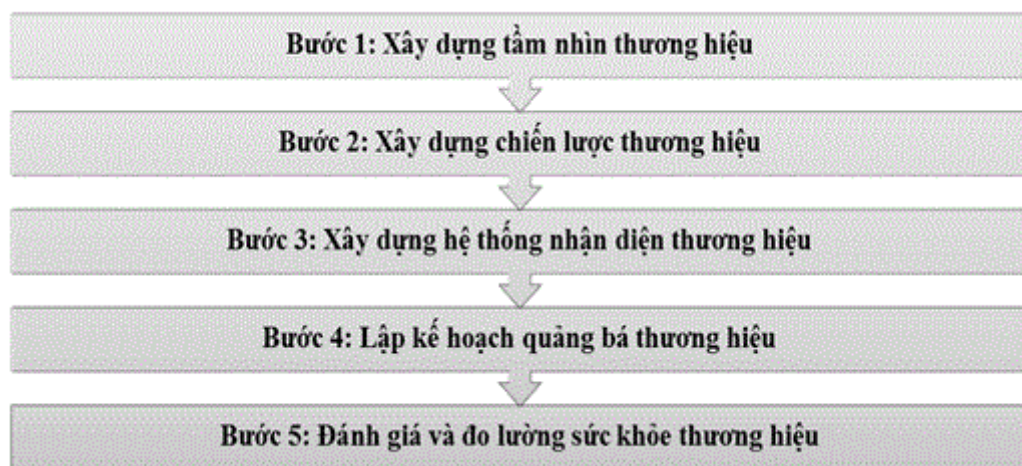 Bước 1: Xây dựng tầm nhìn thương hiệu
Bước 2: Xây dựng chiến lược thương hiệu
Bước 3: Xây dựng hệ thống nhận diện thương hiệu
Bước 4: Lập kế hoạch quảng bá thương hiệu
Bước 5: Đánh giá và đo lường sức khỏe thương hiệu